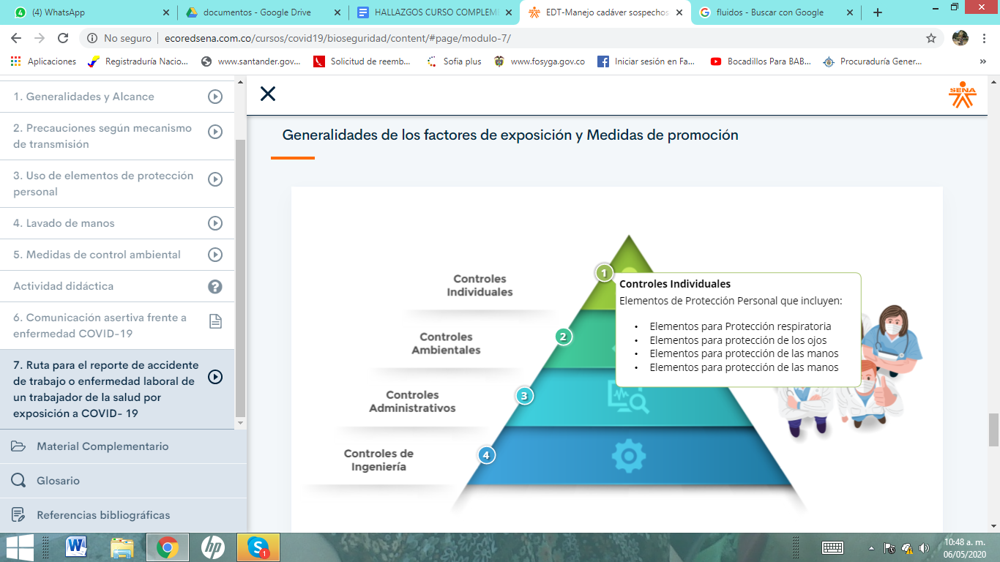 (4) WhatsApp
documentos - Google Drive
HALLAZGOS CURSO COMPLEM
EDT-Manejo cadáver sospechos
fluidos - Buscar con Google
No seguro
ecoredsena.com.co/cursos/covid19/bioseguridad/content/#page/modulo-7/
Aplicaciones
Registraduría Nacio...
www.santander.gov...
Solicitud de reemb...
Sofia plus
www.fosyga.gov.co
Iniciar sesión en Fa...
Bocadillos Para BAB...
Procuraduría Gener...
»
1. Generalidades y Alcance
2. Precauciones según mecanismo
de transmisión
3. Uso de elementos de protección
personal
4. Lavado de manos
5. Medidas de control ambiental
Actividad didáctica
6. Comunicación asertiva frente a
enfermedad COVID-19
7. Ruta para el reporte de accidente
de trabajo o enfermedad laboral de
un trabajador de la salud por
exposición a COVID- 19
Material Complementario
Glosario
Referencias bibliográficas
SENA
Generalidades de los factores de exposición y Medidas de promoción
Controles
Individuales
1
Controles
Ambientales
2
Controles
Administrativos
3
Controles de
Ingeniería
4
Controles Individuales
Elementos de Protección Personal que incluyen:
• Elementos para Protección respiratoria
• Elementos para protección de los ojos
• Elementos para protección de las manos
• Elementos para protección de las manos
10:48 a. m.
06/05/2020